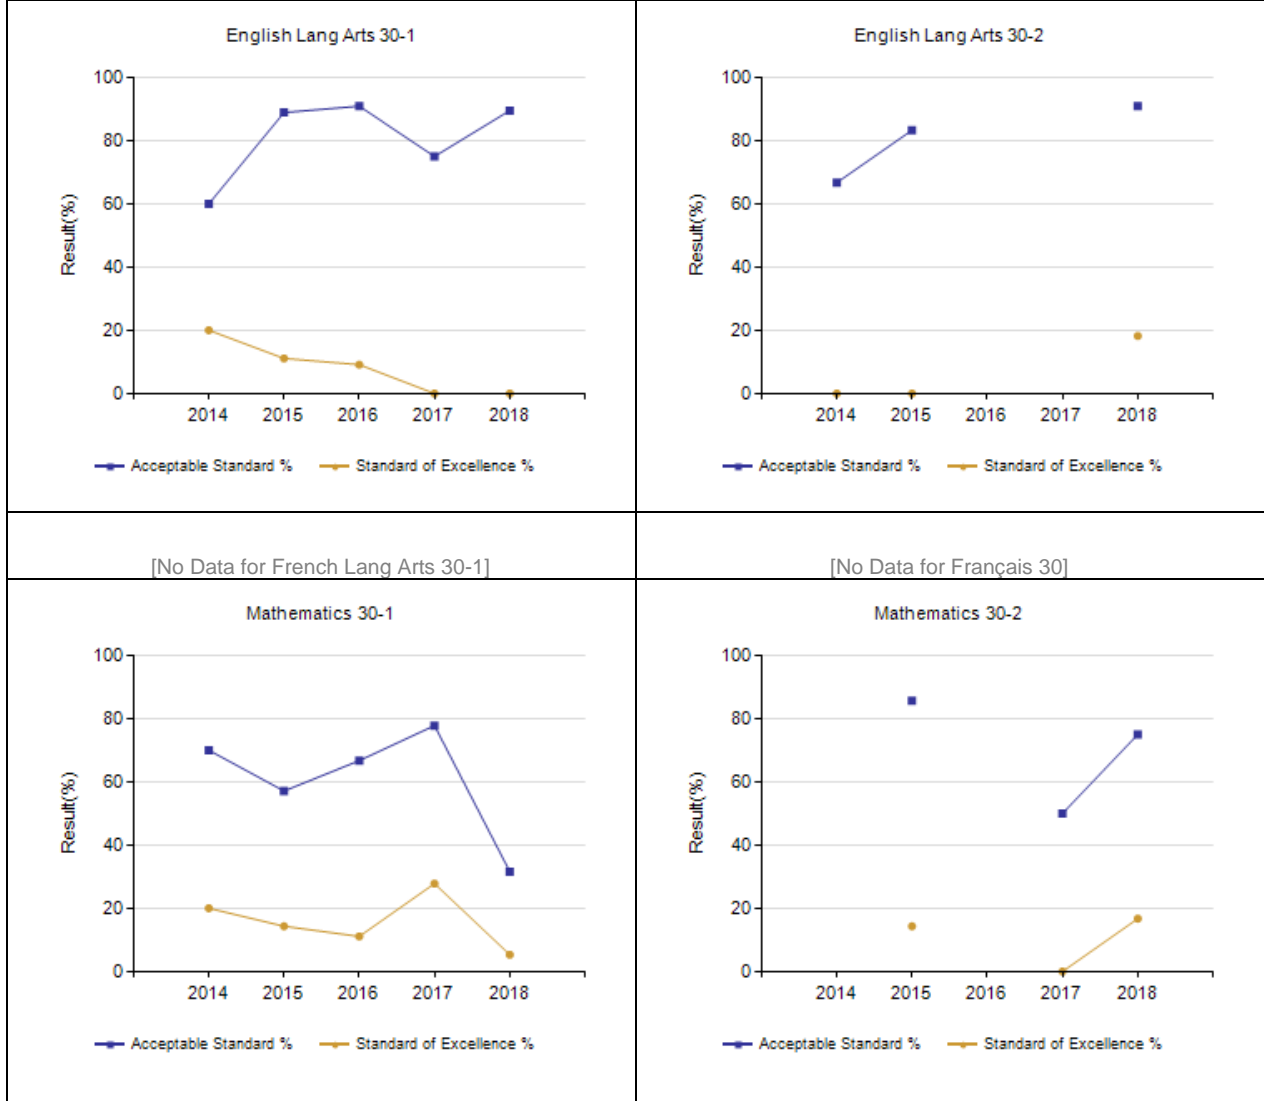 English Lang Arts 30-1
100
80
60
40
20
0
Result(%)
2014 2015 2016 2017 2018
Acceptable Standard % Standard of Excellence %
English Lang Arts 30-2
100
80
60
40
20
0
Result(%)
2014 2015 2016 2017 2018
Acceptable Standard % Standard of Excellence %
[No Data for French Lang Arts 30-1]
[No Data for Français 30]
Mathematics 30-1
100
80
60
40
20
0
Result(%)
2014 2015 2016 2017 2018
Acceptable Standard % Standard of Excellence %
Mathematics 30-2
100
80
60
40
20
0
Result(%)
2014 2015 2016 2017 2018
Acceptable Standard % Standard of Excellence %